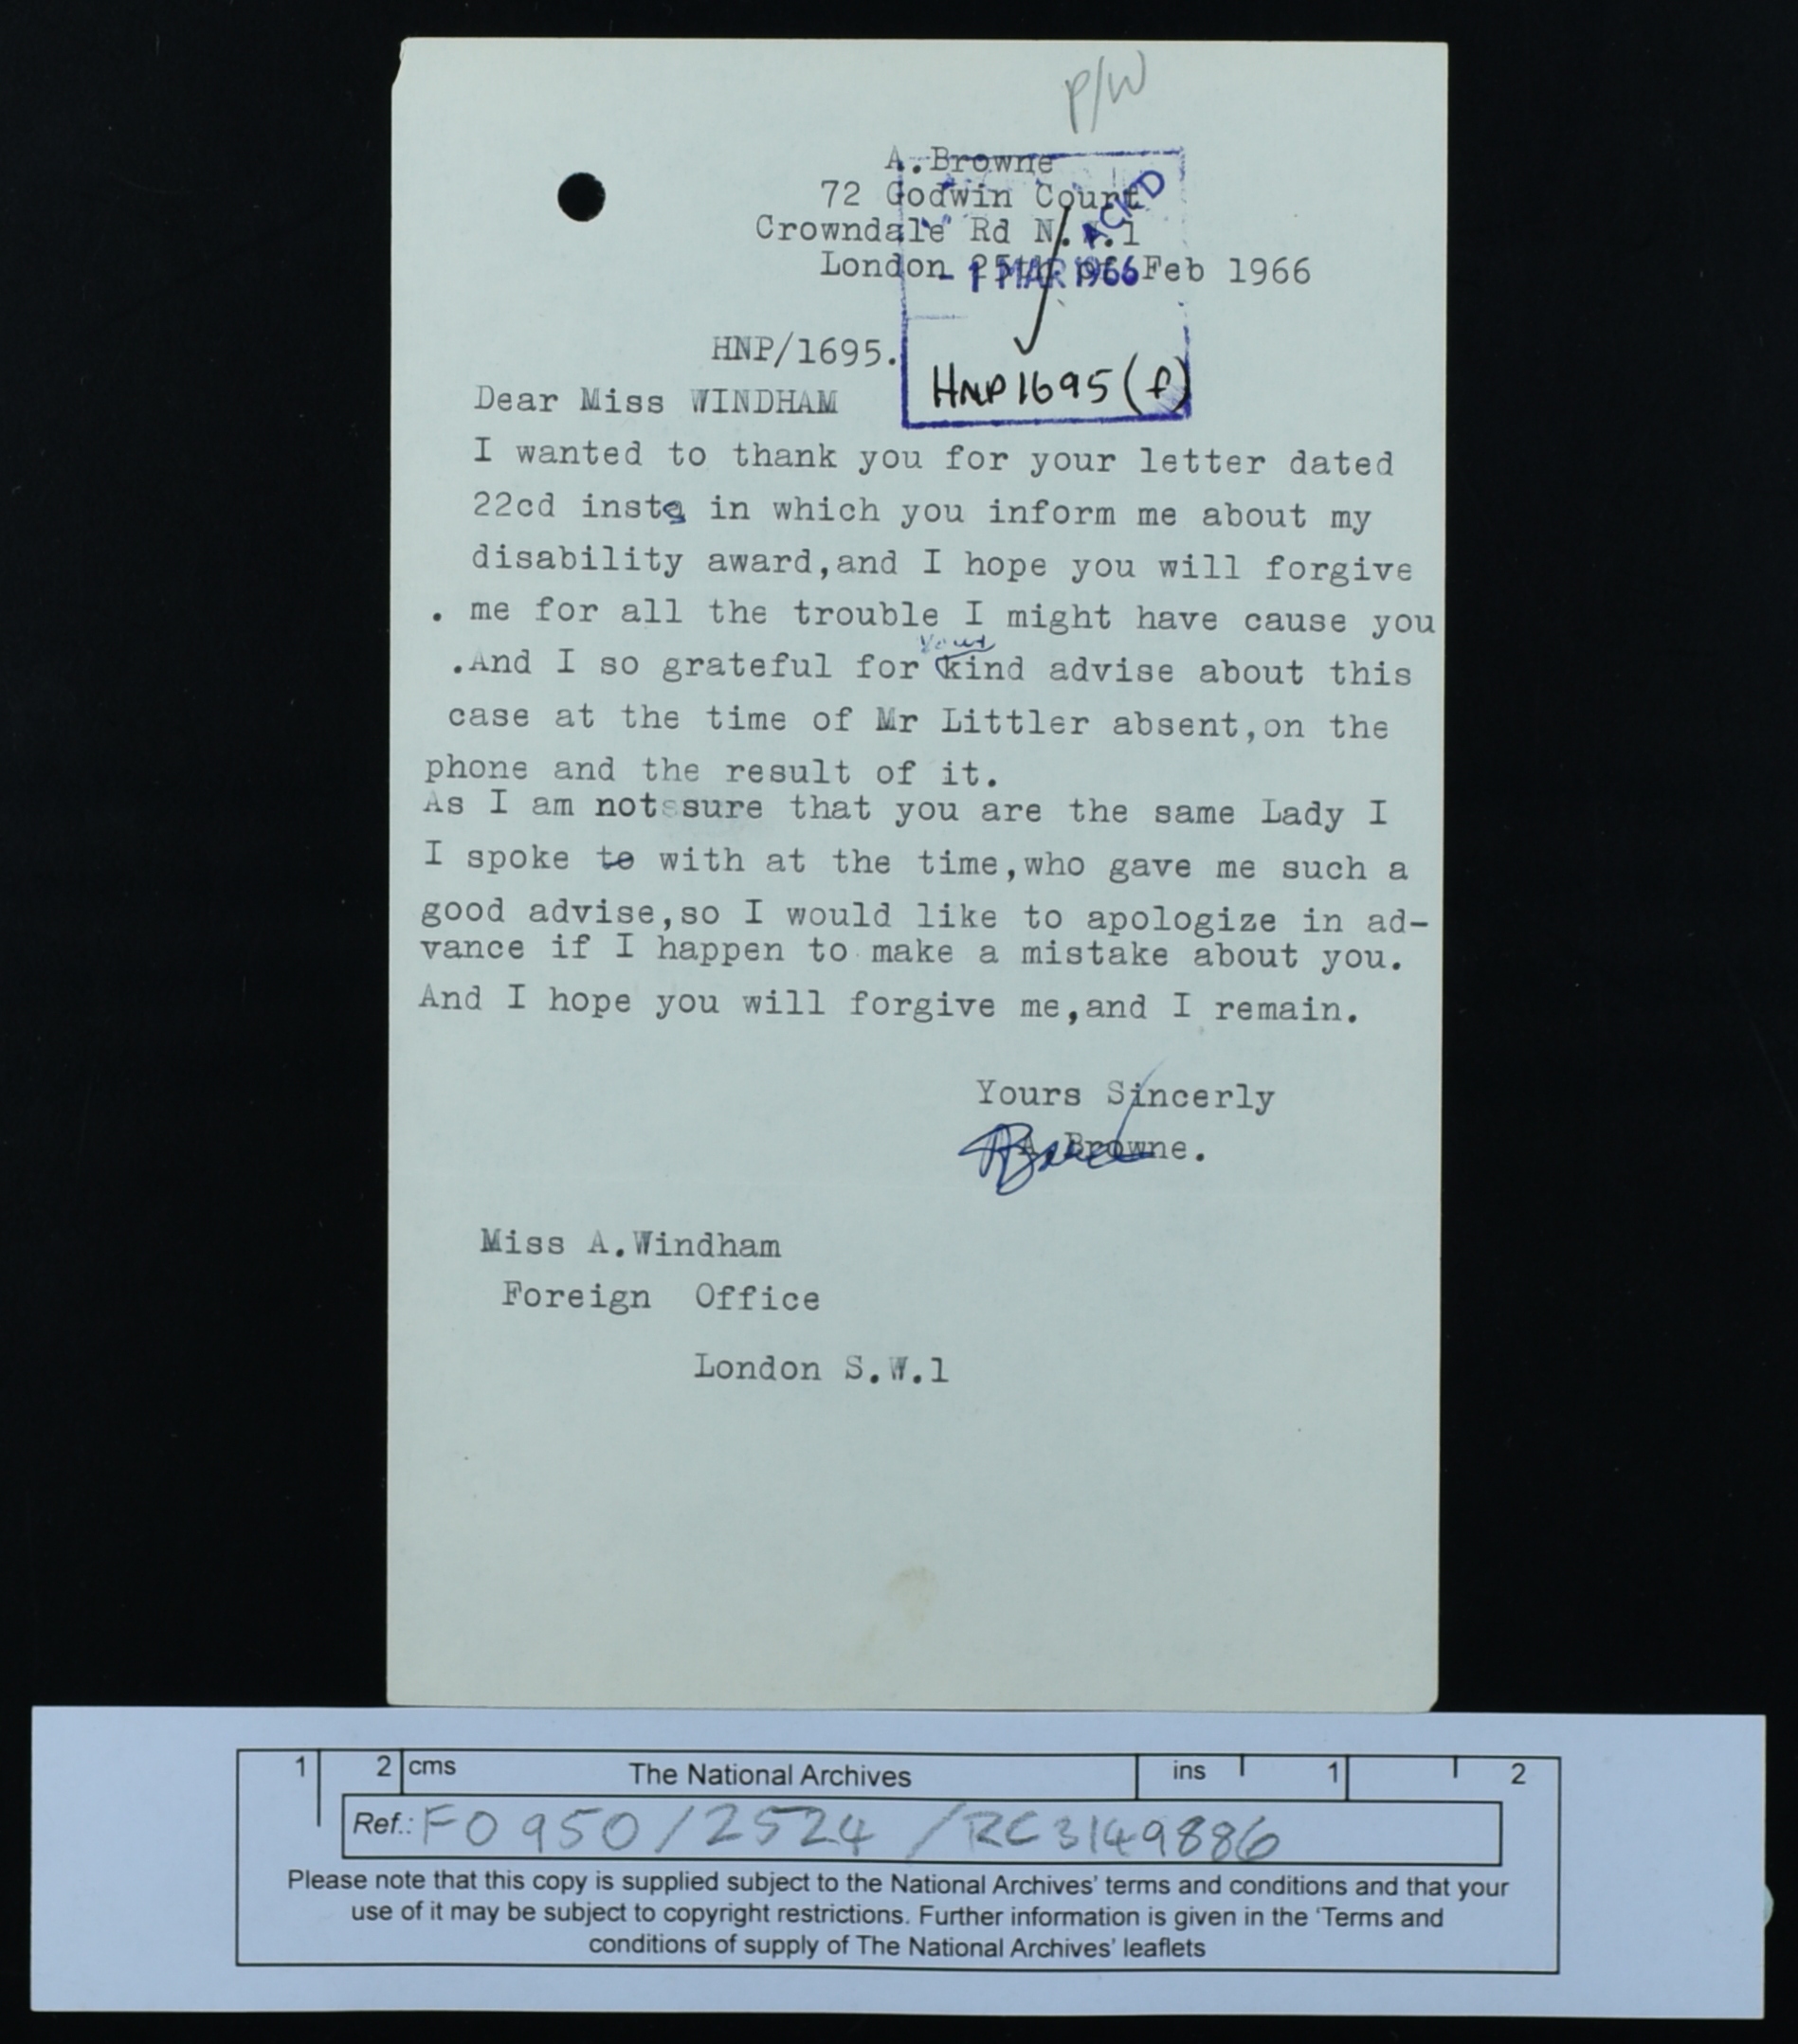 P/W
A. Browne
72 Godwin Court
Crowndale Rd N.W.1
London 25th of Feb 1966
ACK'D
- 1 MAR 1966
HNP/1695.
HNP 1695 (f)
Dear Miss WINDHAM
I wanted to thank you for your letter dated
22cd inst, in which you inform me about my
disability award,and I hope you will forgive
. me for all the trouble I might have cause you
your
.And I so grateful for kind advise about this
case at the time of Mr Littler absent,on the
phone and the result of it.
As I am not sure that you are the same Lady I
I spoke to with at the time,who gave me such a
good advise,so I would like to apologize in ad-
vance if I happen to make a mistake about you.
And I hope you will forgive me,and I remain.
Yours Sincerly
A. Browne.
Miss A.Windham
Foreign Office
London S.W.1
1 2 cms The National Archives ins 1 2
Ref.: FO 950/2524 /RC3149886
Please note that this copy is supplied subject to the National Archives' terms and conditions and that your
use of it may be subject to copyright restrictions. Further information is given in the 'Terms and
conditions of supply of The National Archives' leaflets